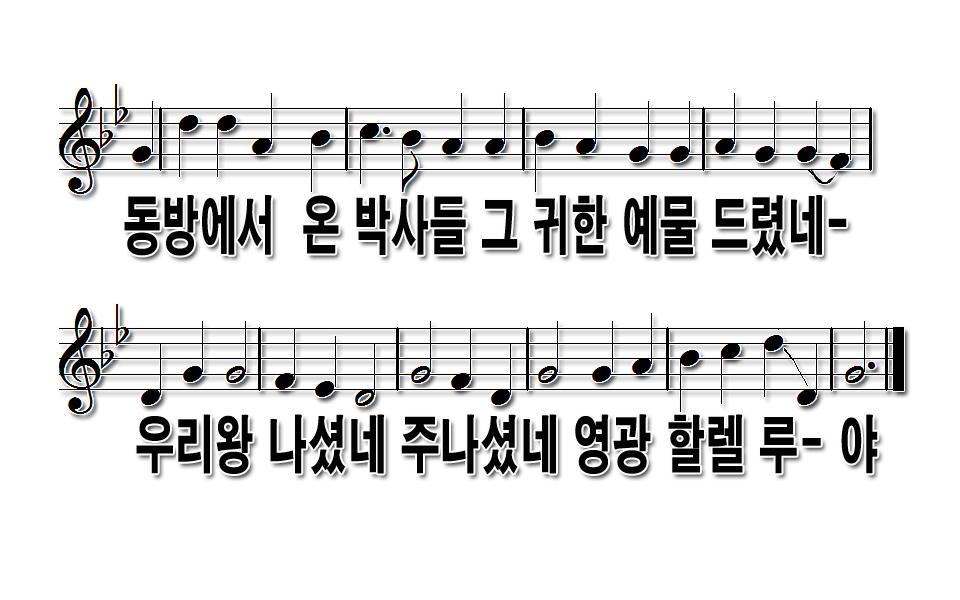 동방에서 온 박사들 그 귀한 예물 드렸네-
우리왕 나셨네 주나셨네 영광 할렐 루- 야